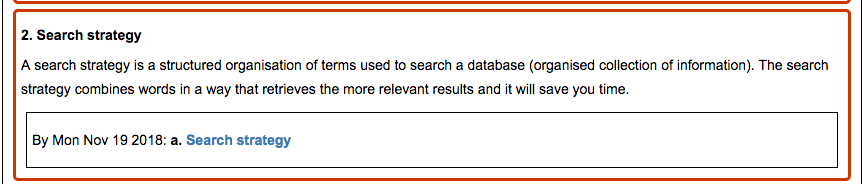 2. Search strategy
A search strategy is a structured organisation of terms used to search a database (organised collection of information). The search
strategy combines words in a way that retrieves the more relevant results and it will save you time.
By Mon Nov 19 2018: a. Search strategy